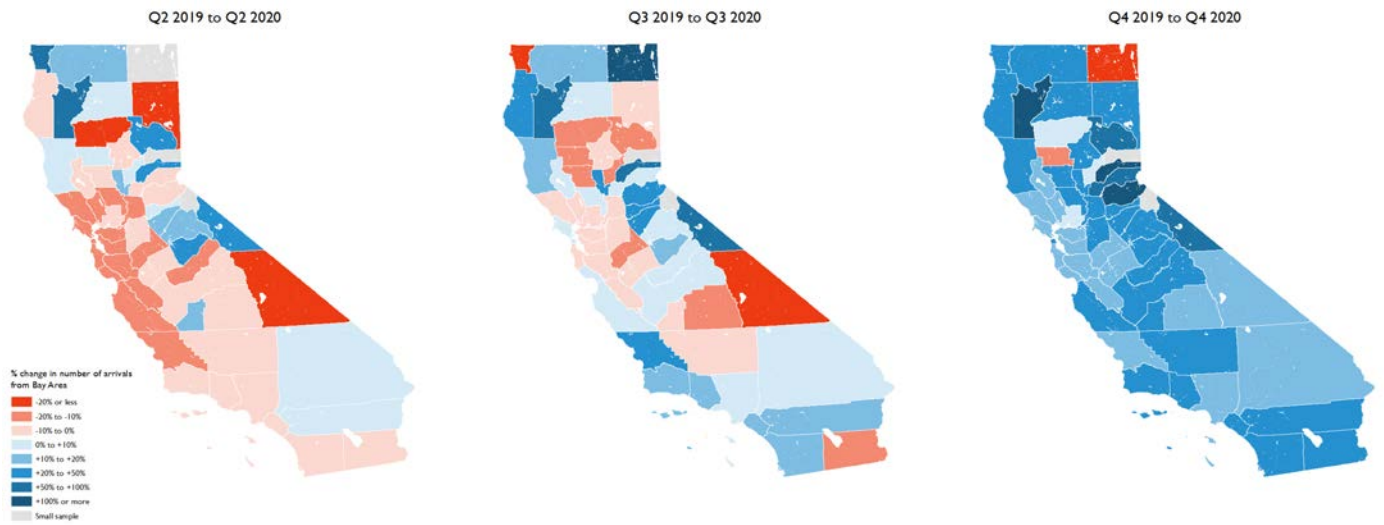 Q2 2019 to Q2 2020
Q3 2019 to Q3 2020
Q4 2019 to Q4 2020
% change in number of arrivals
from Bay Area
-20% or less
-20% to -10%
-10% to 0%
0% to +10%
+10% to +20%
+20% to +50%
+50% to +100%
+100% or more
Small sample